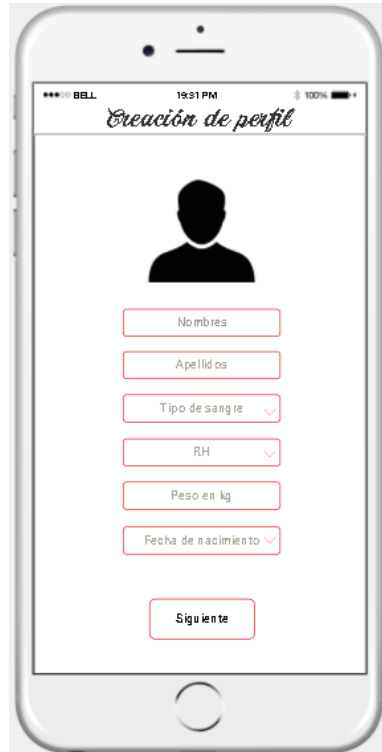 BELL 19:31 PM 100%
Creación de perfil
Nombres
Apellidos
Tipo de sangre
RH
Peso en kg
Fecha de nacimiento
Siguiente